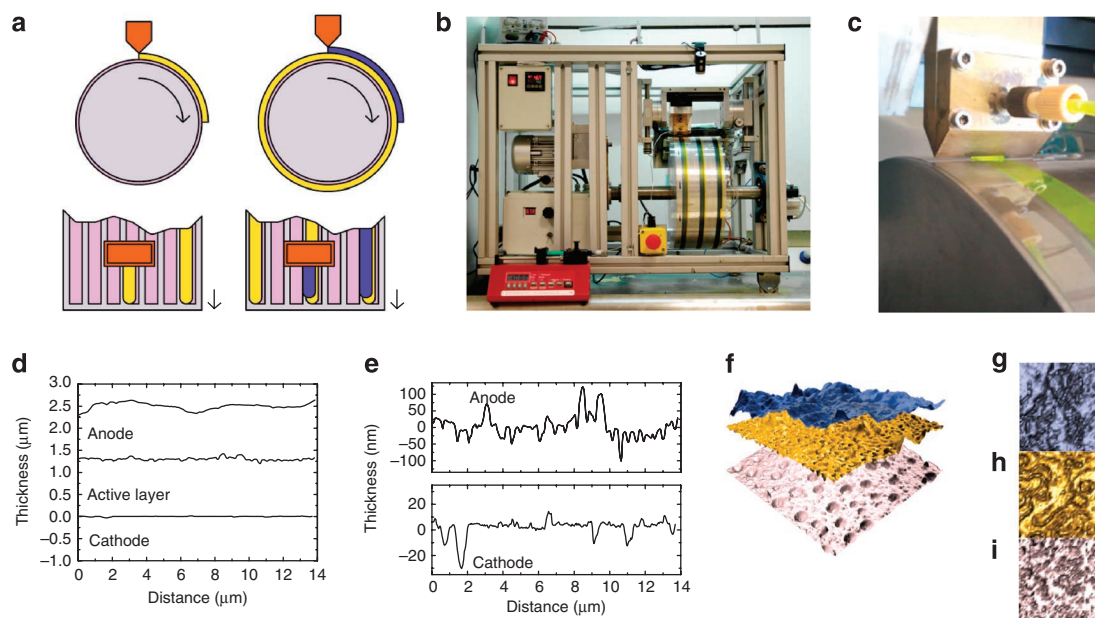 a
b
c
d
3.0
2.5
2.0
1.5
1.0
0.5
0.0
−0.5
−1.0
Thickness (μm)
Anode
Active layer
Cathode
0 2 4 6 8 10 12 14
Distance (μm)
e
100
50
0
−50
−100
Anode
Thickness (nm)
20
0
−20
Cathode
0 2 4 6 8 10 12 14
Distance (μm)
f
g
h
i